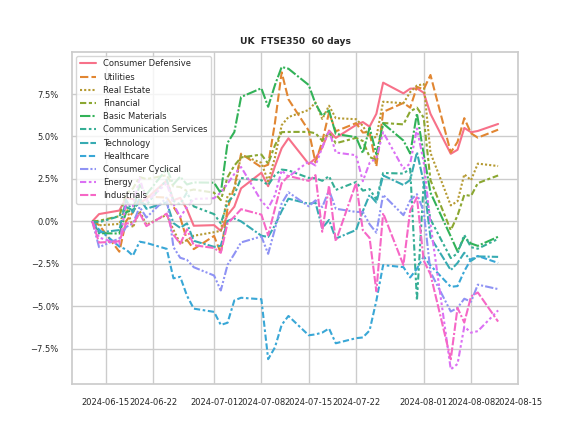 UK  FTSE350  60 days
Consumer Defensive
Utilities
Real Estate
Financial
Basic Materials
Communication Services
Technology
Healthcare
Consumer Cyclical
Energy
Industrials
7.5%
5.0%
2.5%
0.0%
−2.5%
−5.0%
−7.5%
2024-06-15 2024-06-22 2024-07-01 2024-07-08 2024-07-15 2024-07-22 2024-08-01 2024-08-08 2024-08-15